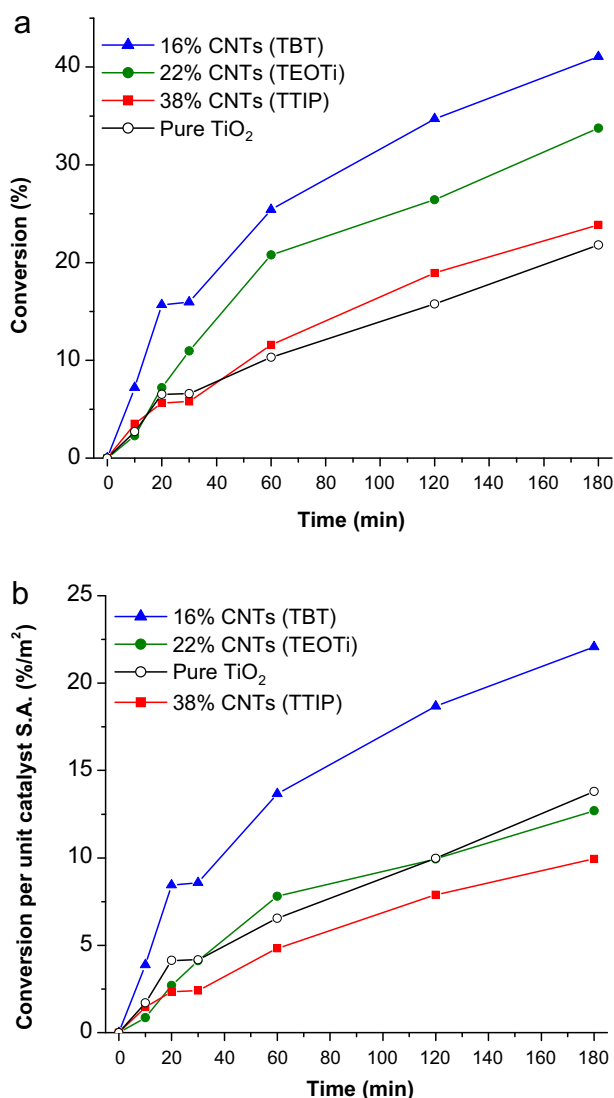 a
16% CNTs (TBT)
22% CNTs (TEOTi)
38% CNTs (TTIP)
Pure TiO₂
Conversion (%)
40
30
20
10
0
0 20 40 60 80 100 120 140 160 180
Time (min)
b
16% CNTs (TBT)
22% CNTs (TEOTi)
Pure TiO₂
38% CNTs (TTIP)
Conversion per unit catalyst S.A. (%/m²)
25
20
15
10
5
0
0 20 40 60 80 100 120 140 160 180
Time (min)